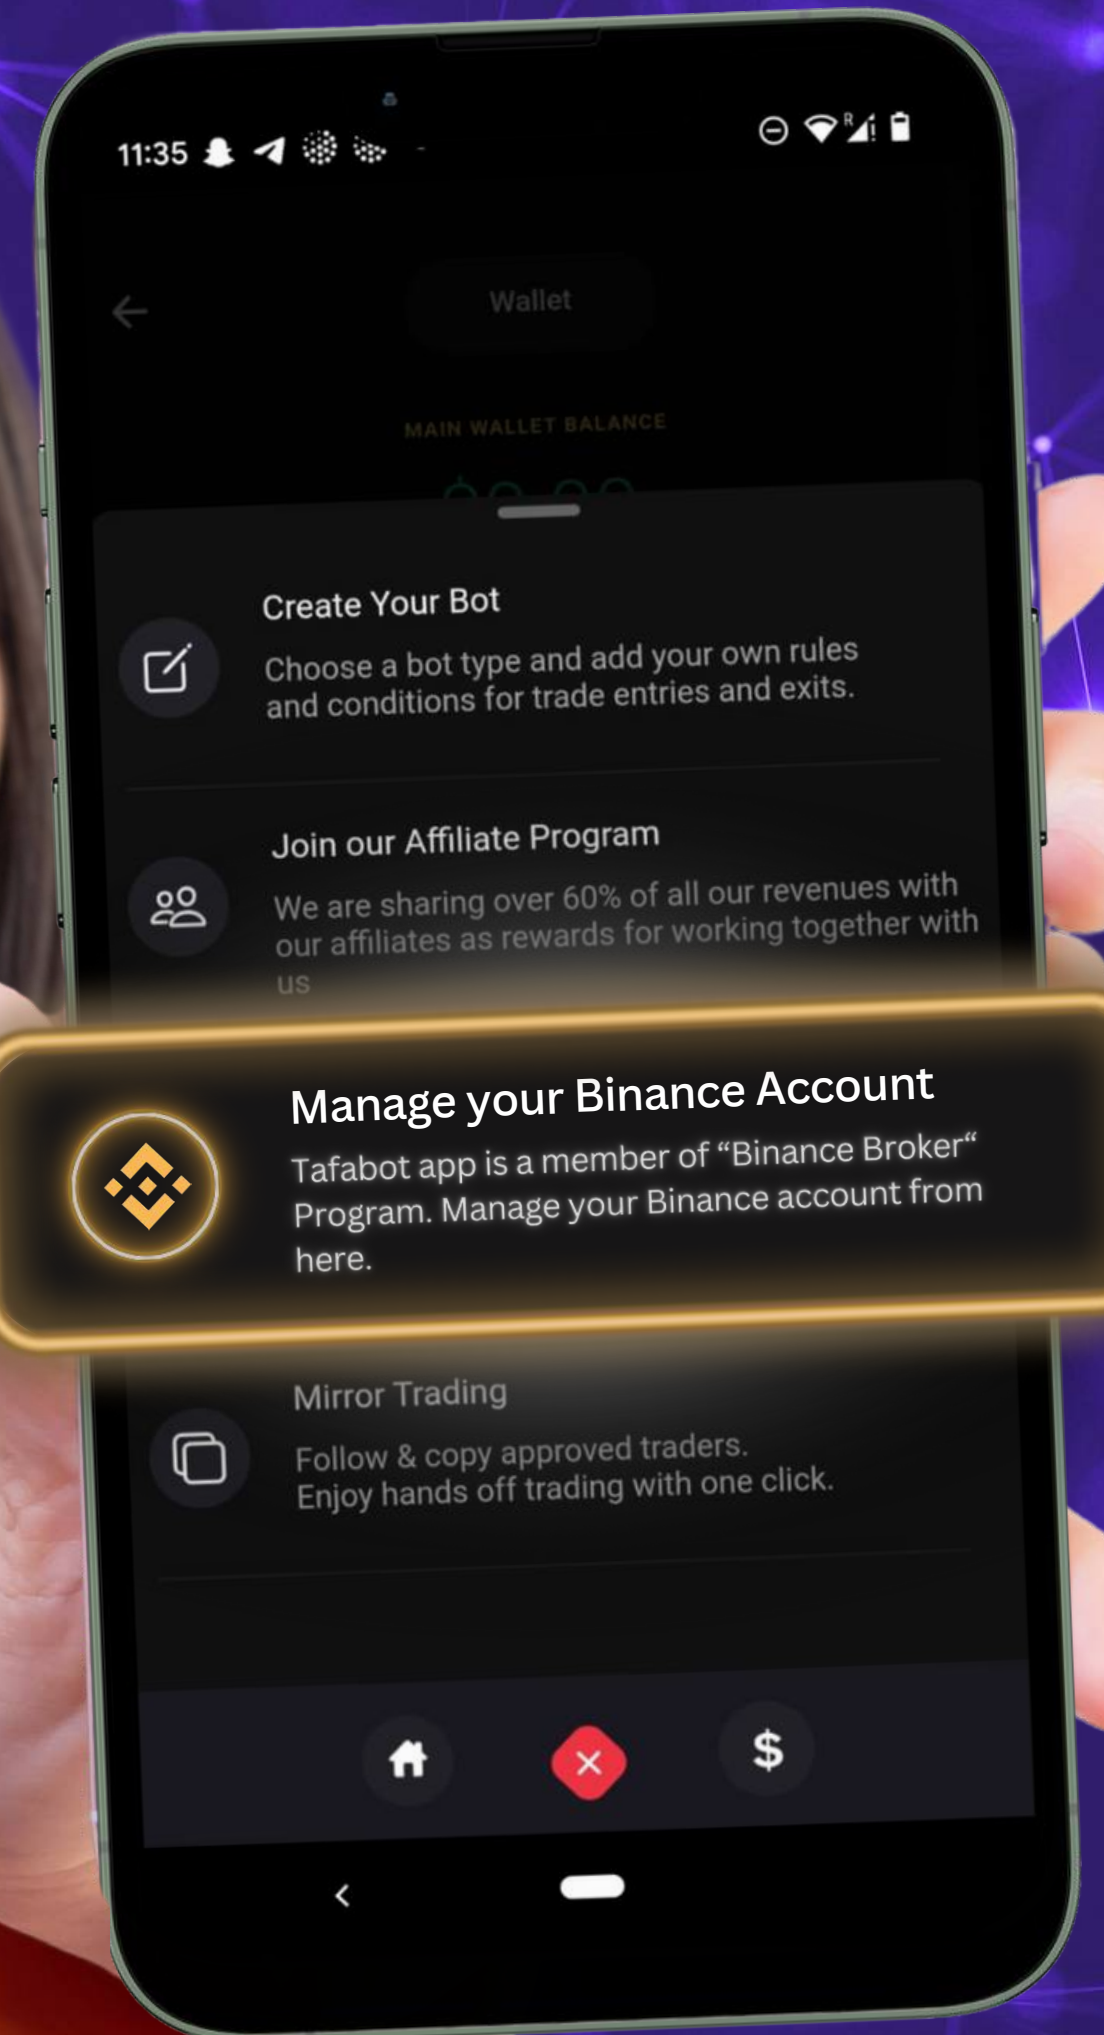 11:35
R
Wallet
MAIN WALLET BALANCE
Create Your Bot
Choose a bot type and add your own rules
and conditions for trade entries and exits.
Join our Affiliate Program
We are sharing over 60% of all our revenues with
our affiliates as rewards for working together with
us
Manage your Binance Account
Tafabot app is a member of “Binance Broker“
Program. Manage your Binance account from
here.
Mirror Trading
Follow & copy approved traders.
Enjoy hands off trading with one click.
$